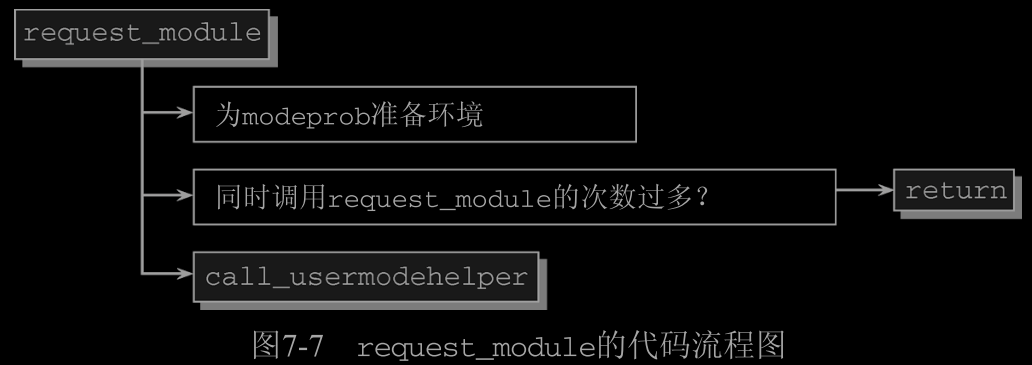 request_module
为modeprob准备环境
同时调用request_module的次数过多?
return
call_usermodehelper
图7-7 request_module的代码流程图